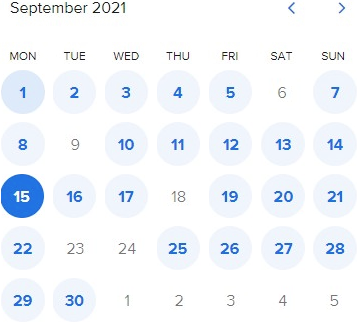 September 2021
MON TUE WED THU FRI SAT SUN
1 2 3 4 5 6 7
8 9 10 11 12 13 14
15 16 17 18 19 20 21
22 23 24 25 26 27 28
29 30 1 2 3 4 5